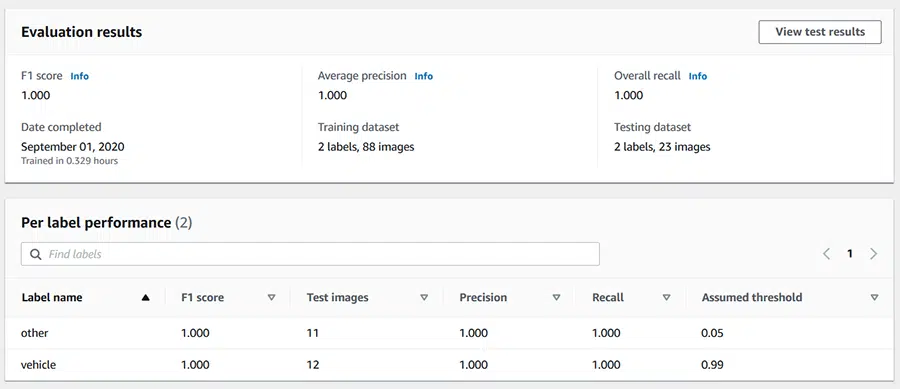 Evaluation results
View test results
F1 score Info
1.000
Average precision Info
1.000
Overall recall Info
1.000
Date completed
September 01, 2020
Trained in 0.329 hours
Training dataset
2 labels, 88 images
Testing dataset
2 labels, 23 images
Per label performance (2)
Find labels
1
Label name F1 score Test images Precision Recall Assumed threshold
other 1.000 11 1.000 1.000 0.05
vehicle 1.000 12 1.000 1.000 0.99